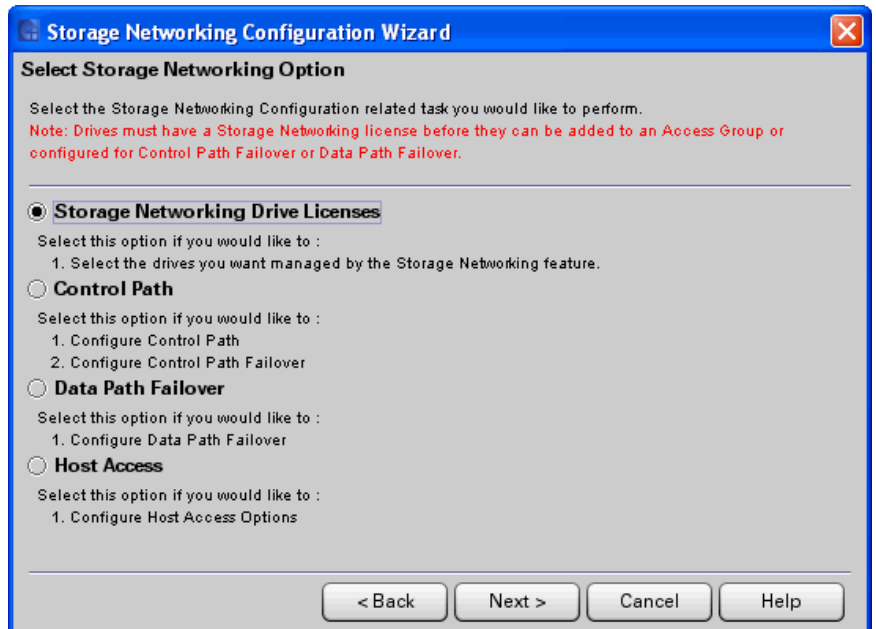 Storage Networking Configuration Wizard
Select Storage Networking Option
Select the Storage Networking Configuration related task you would like to perform.
Note: Drives must have a Storage Networking license before they can be added to an Access Group or
configured for Control Path Failover or Data Path Failover.
Storage Networking Drive Licenses
Select this option if you would like to :
1. Select the drives you want managed by the Storage Networking feature.
Control Path
Select this option if you would like to :
1. Configure Control Path
2. Configure Control Path Failover
Data Path Failover
Select this option if you would like to :
1. Configure Data Path Failover
Host Access
Select this option if you would like to :
1. Configure Host Access Options
< Back Next > Cancel Help